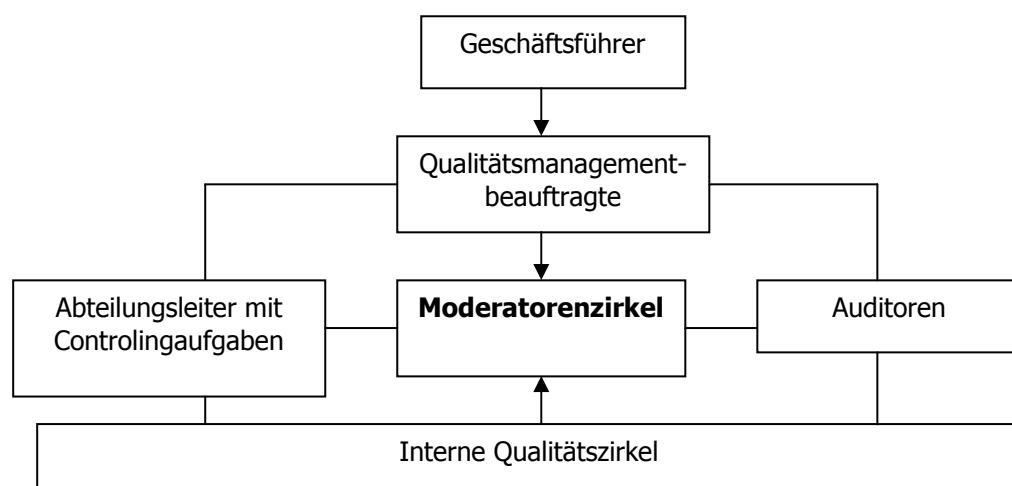 Geschäftsführer
Qualitätsmanagement-
beauftragte
Abteilungsleiter mit
Controlingaufgaben
Moderatorenzirkel
Auditoren
Interne Qualitätszirkel